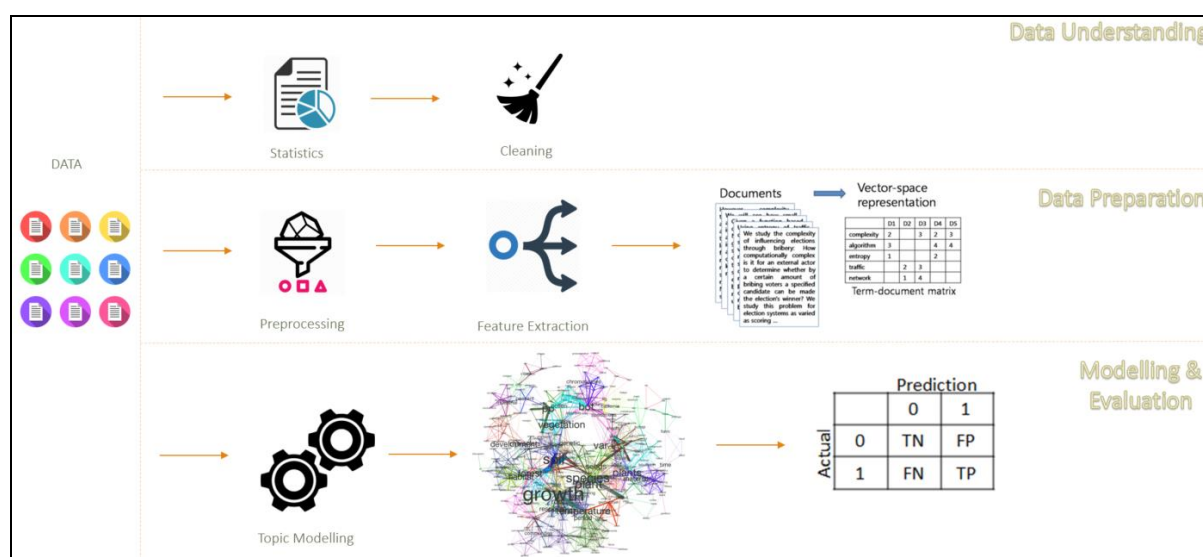 Data Understanding
Statistics
Cleaning
DATA
Data Preparation
Preprocessing
Feature Extraction
Documents
We study the complexity
of influencing elections
through bribery: How
computationally complex
is it for an external actor
to determine whether by
a certain amount of
bribing voters a specified
candidate can be made
the election's winner? We
study this problem for
election systems as varied
as scoring ...
Vector-space
representation
D1 D2 D3 D4 D5
complexity 2 3 2 3
algorithm 3 4 4
entropy 1 2
traffic 2 3
network 1 4
Term-document matrix
Modelling &
Evaluation
Topic Modelling
bot
vegetation
var
soil
forest
species
plants
plant
growth
temperature
Prediction
0 1
Actual
0 TN FP
1 FN TP